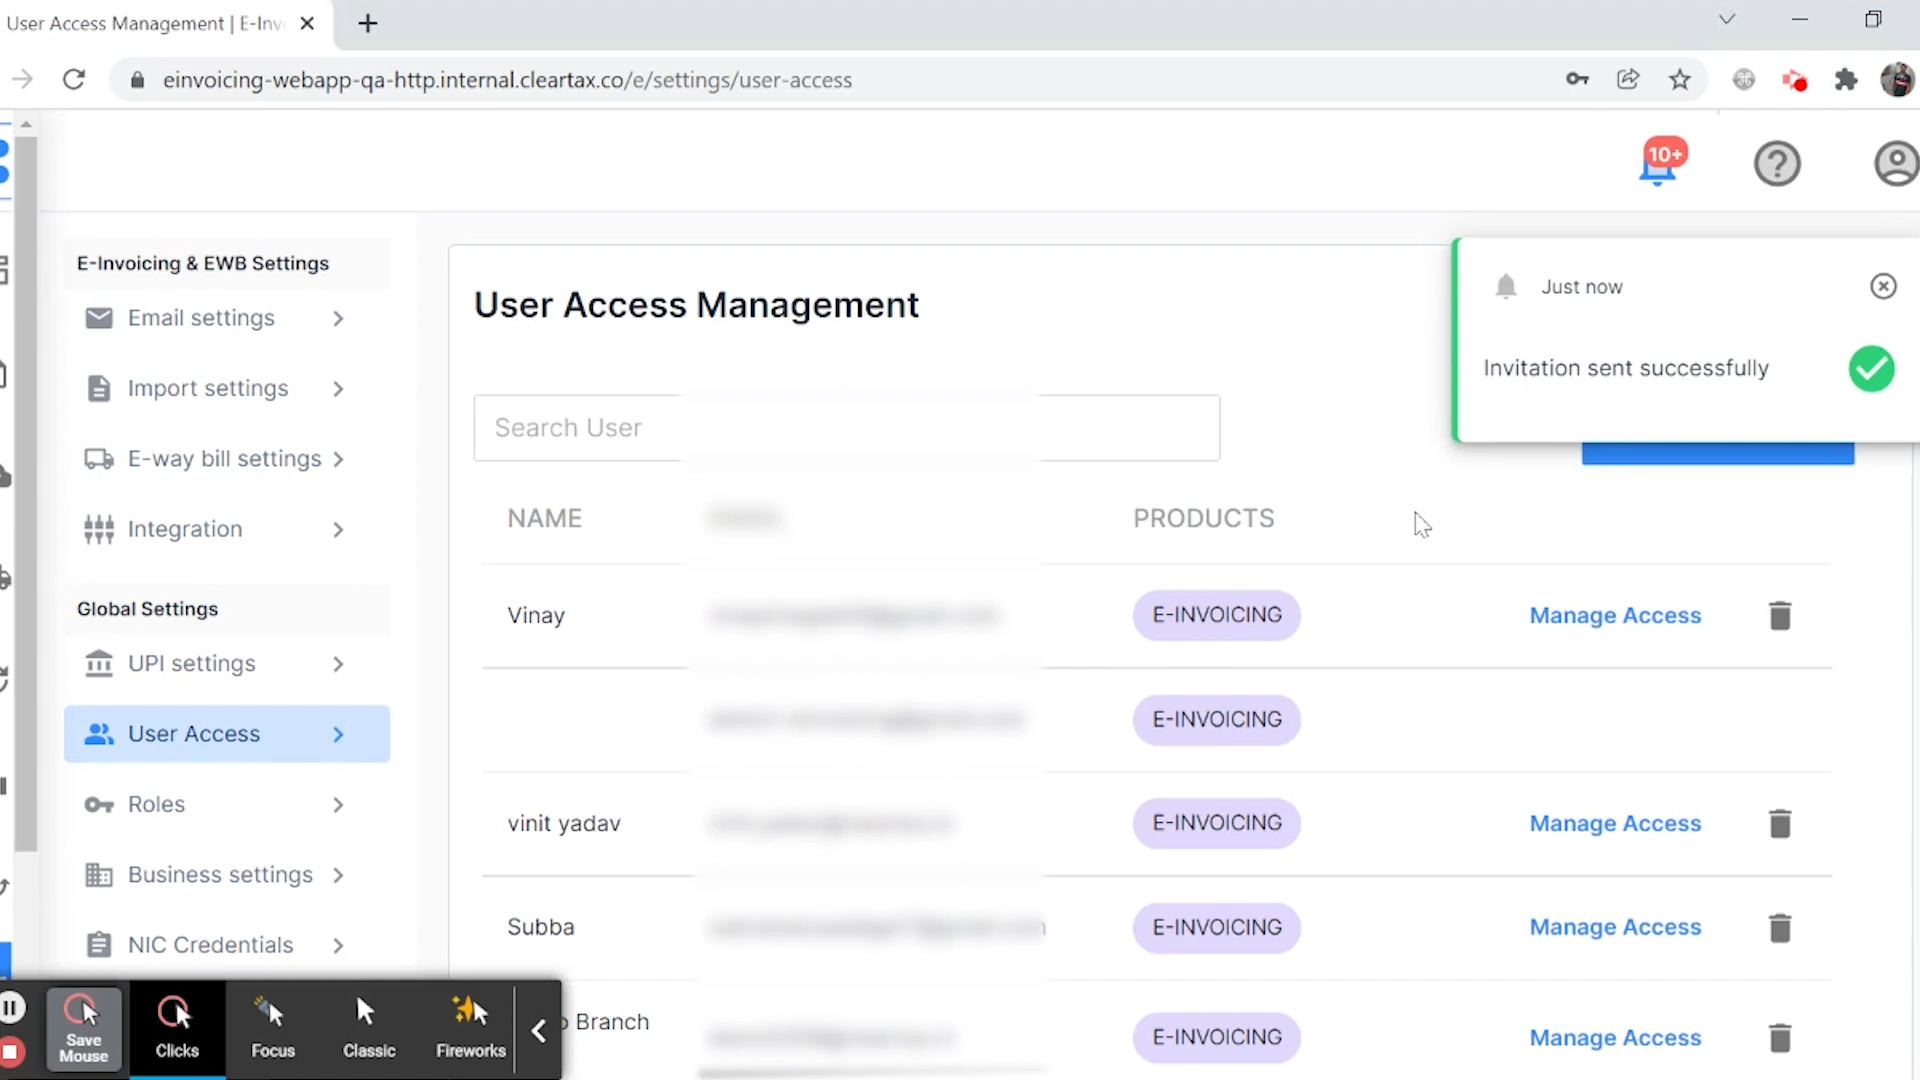 User Access Management | E-Inv
einvoicing-webapp-qa-http.internal.cleartax.co/e/settings/user-access
10+
E-Invoicing & EWB Settings
Email settings
Import settings
E-way bill settings
Integration
Global Settings
UPI settings
User Access
Roles
Business settings
NIC Credentials
User Access Management
Just now
Invitation sent successfully
Search User
NAME PRODUCTS
Vinay E-INVOICING Manage Access
E-INVOICING
vinit yadav E-INVOICING Manage Access
Subba E-INVOICING Manage Access
Branch E-INVOICING Manage Access
Save
Mouse
Clicks
Focus
Classic
Fireworks